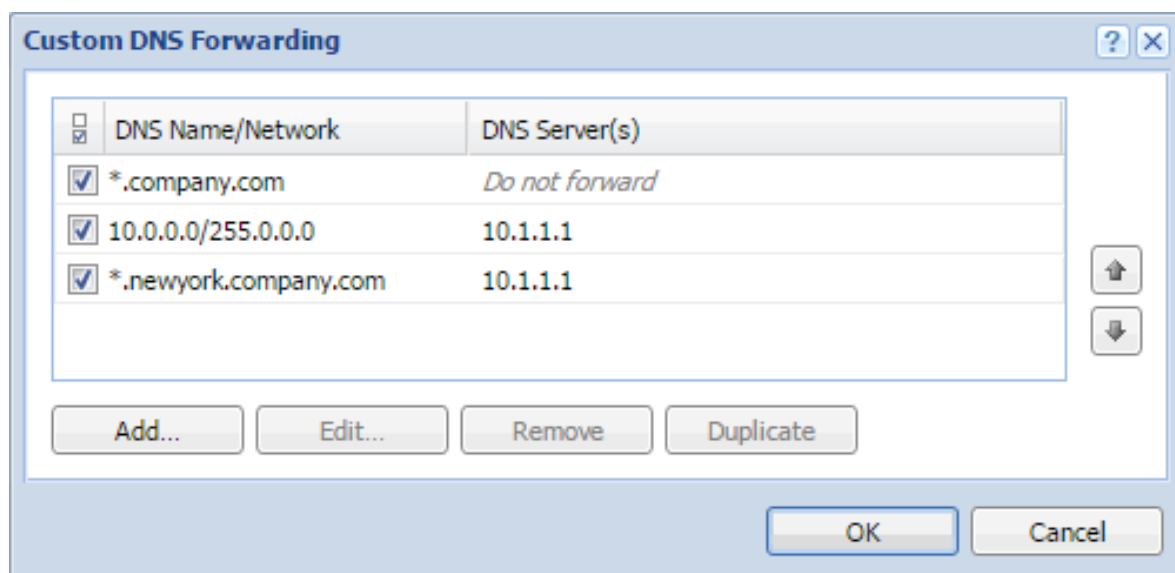 Custom DNS Forwarding
DNS Name/Network DNS Server(s)
*.company.com Do not forward
10.0.0.0/255.0.0.0 10.1.1.1
*.newyork.company.com 10.1.1.1
Add... Edit... Remove Duplicate
OK Cancel